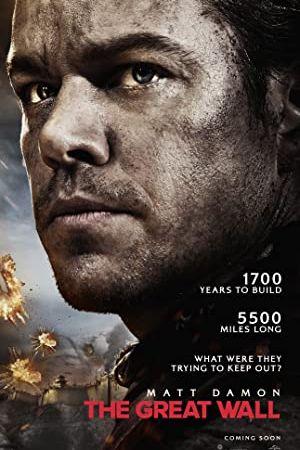 1700
YEARS TO BUILD
5500
MILES LONG
WHAT WERE THEY
TRYING TO KEEP OUT?
MATT DAMON
THE GREAT WALL
COMING SOON